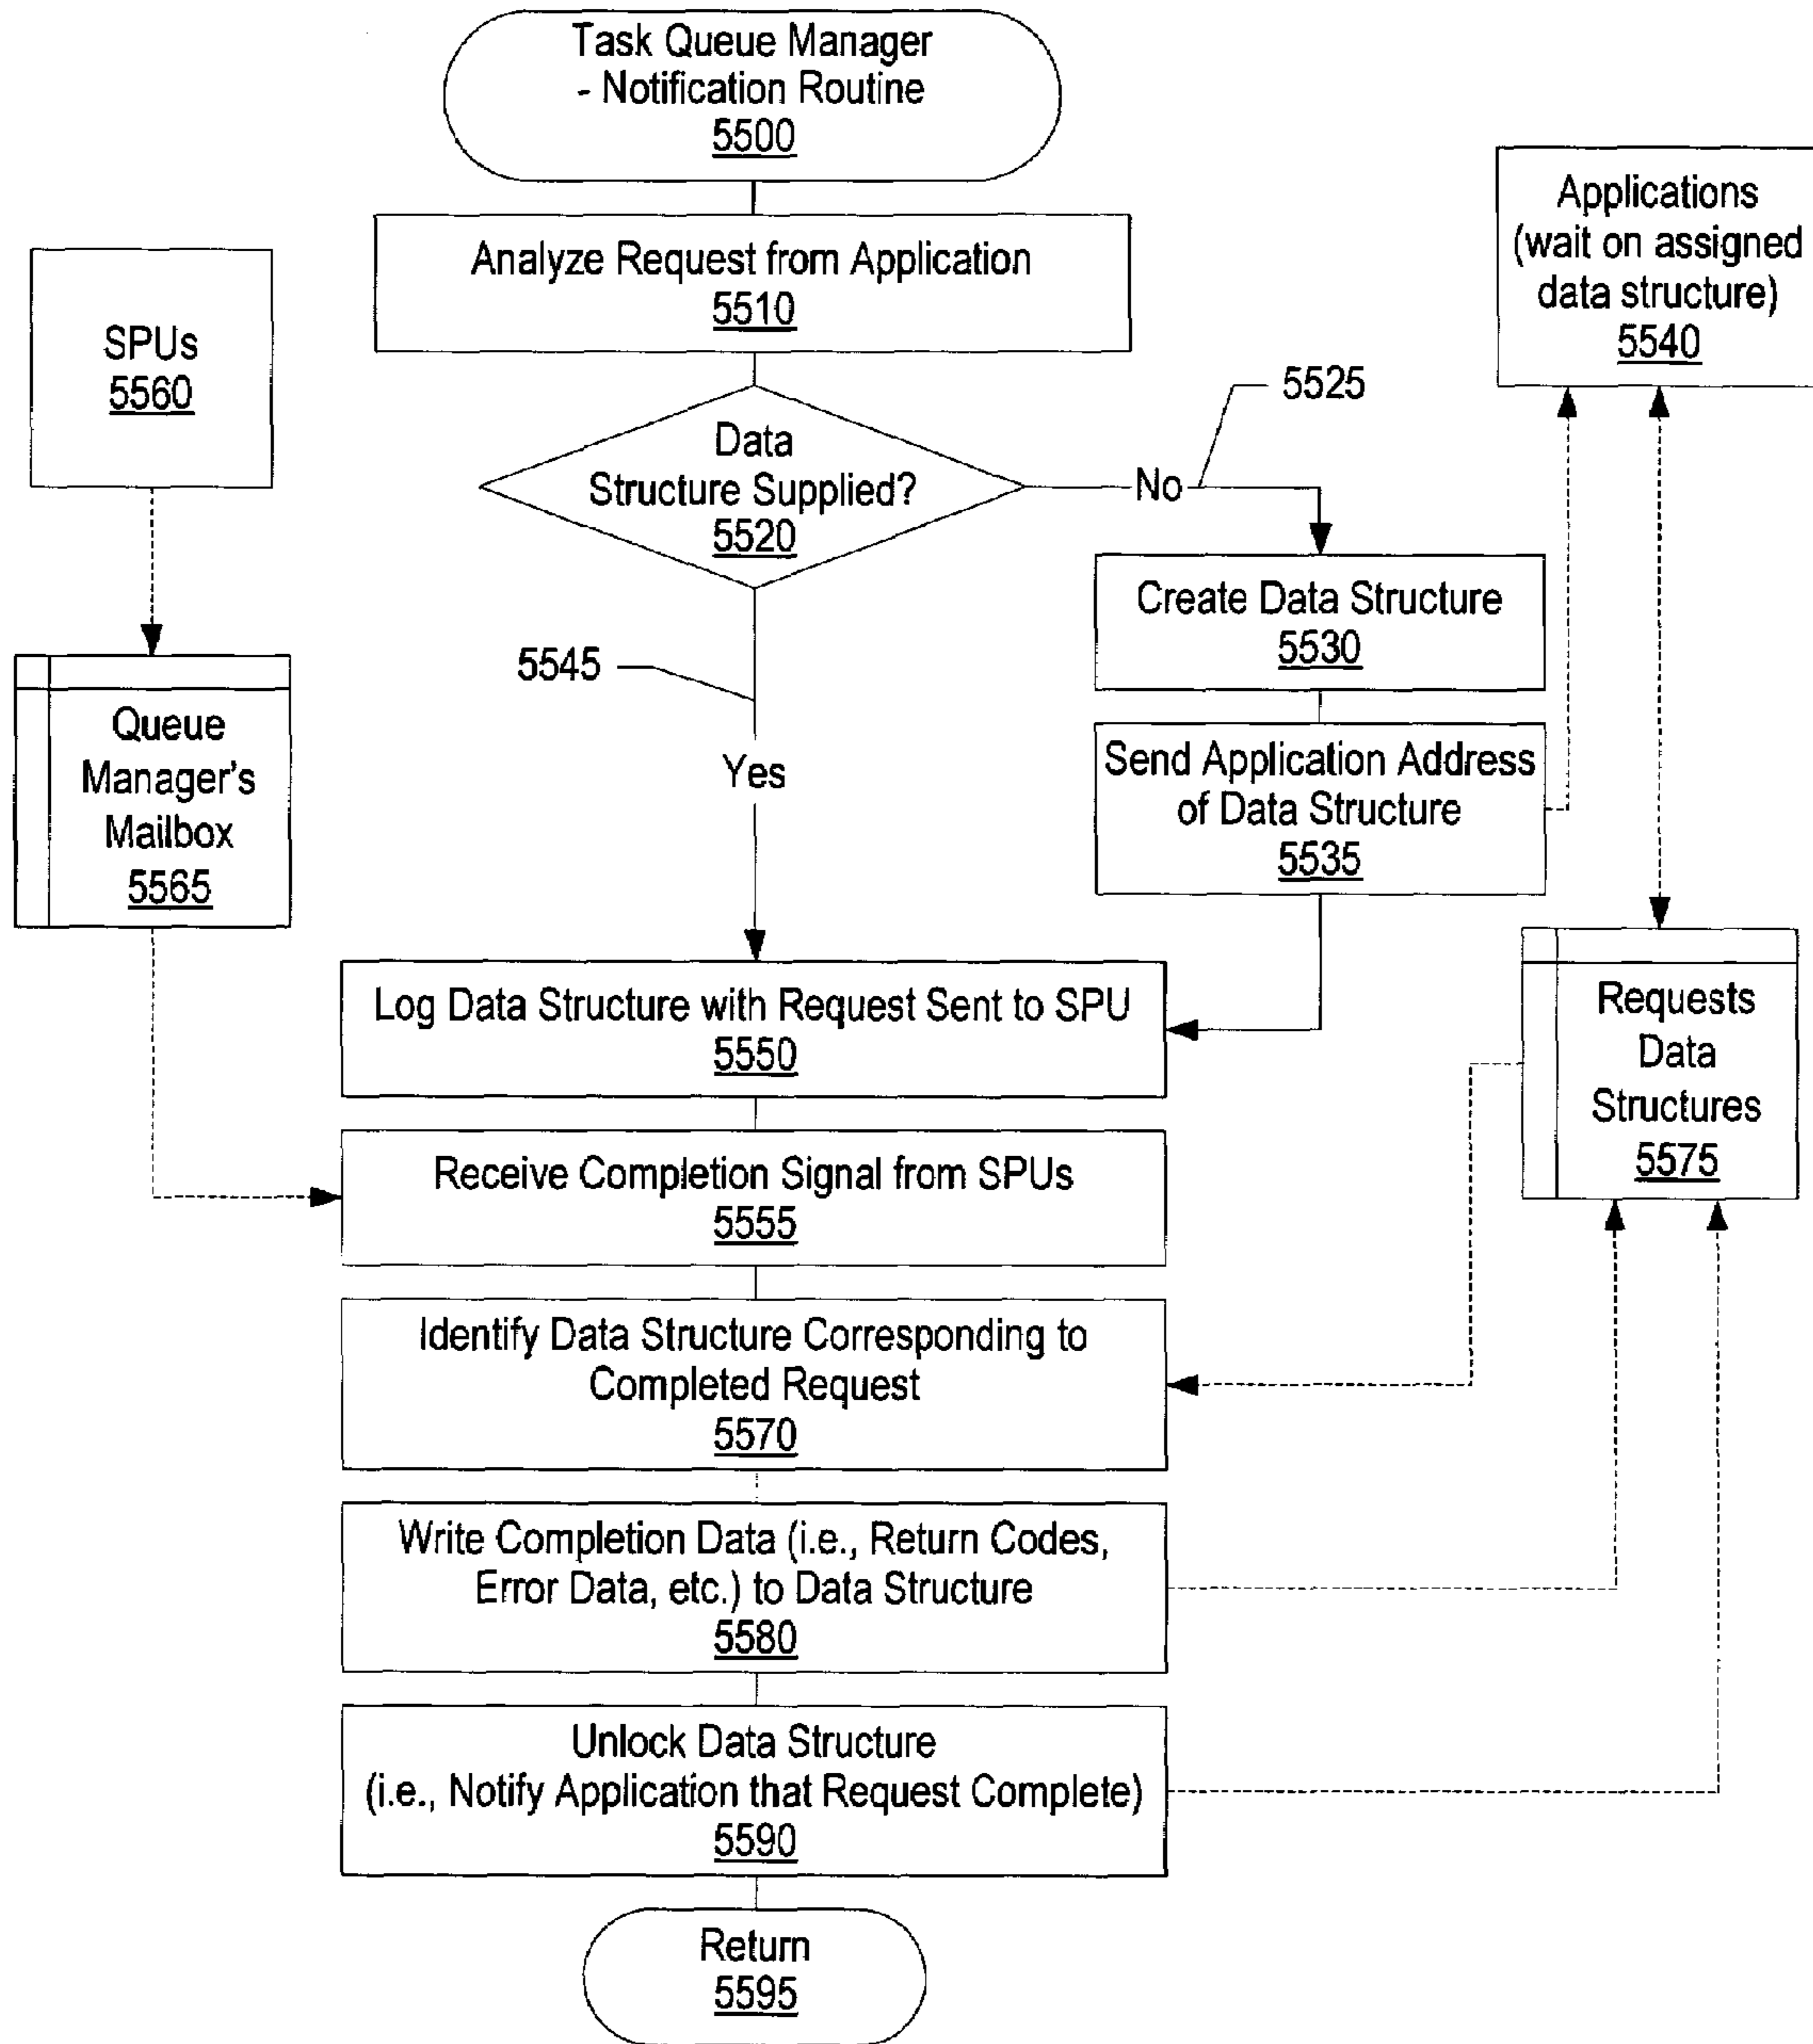 Task Queue Manager
- Notification Routine
5500
Analyze Request from Application
5510
Applications
(wait on assigned
data structure)
5540
SPUs
5560
5525
Data
Structure Supplied?
5520
No
Create Data Structure
5530
5545
Queue
Manager's
Mailbox
5565
Yes
Send Application Address
of Data Structure
5535
Log Data Structure with Request Sent to SPU
5550
Requests
Data
Structures
5575
Receive Completion Signal from SPUs
5555
Identify Data Structure Corresponding to
Completed Request
5570
Write Completion Data (i.e., Return Codes,
Error Data, etc.) to Data Structure
5580
Unlock Data Structure
(i.e., Notify Application that Request Complete)
5590
Return
5595